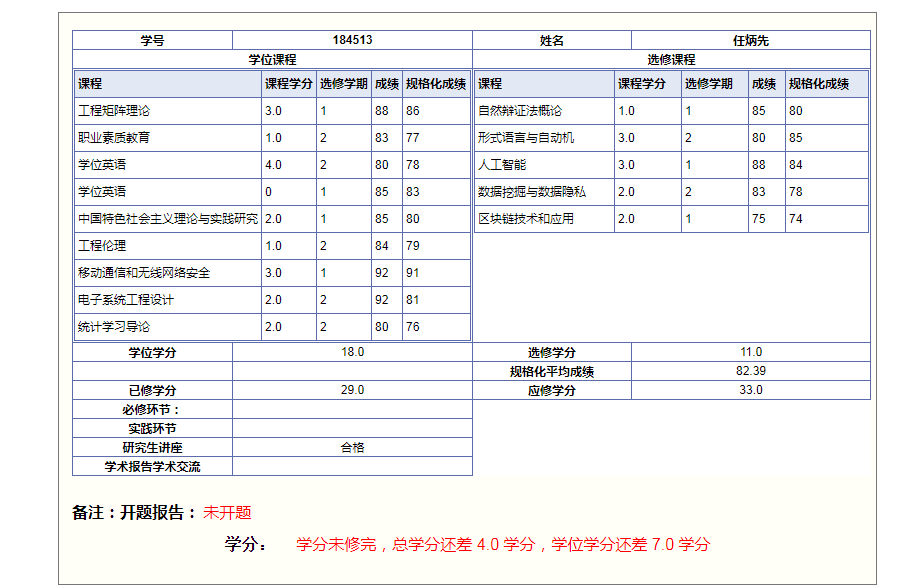 学号 184513 姓名 任炳先
学位课程 选修课程
课程 课程学分 选修学期 成绩 规格化成绩 课程 课程学分 选修学期 成绩 规格化成绩
工程矩阵理论 3.0 1 88 86 自然辩证法概论 1.0 1 85 80
职业素质教育 1.0 2 83 77 形式语言与自动机 3.0 2 80 85
学位英语 4.0 2 80 78 人工智能 3.0 1 88 84
学位英语 0 1 85 83 数据挖掘与数据隐私 2.0 2 83 78
中国特色社会主义理论与实践研究 2.0 1 85 80 区块链技术和应用 2.0 1 75 74
工程伦理 1.0 2 84 79
移动通信和无线网络安全 3.0 1 92 91
电子系统工程设计 2.0 2 92 81
统计学习导论 2.0 2 80 76
学位学分 18.0 选修学分 11.0
规格化平均成绩 82.39
已修学分 29.0 应修学分 33.0
必修环节：
实践环节
研究生讲座 合格
学术报告学术交流
备注：开题报告： 未开题
学分： 学分未修完，总学分还差 4.0 学分，学位学分还差 7.0 学分